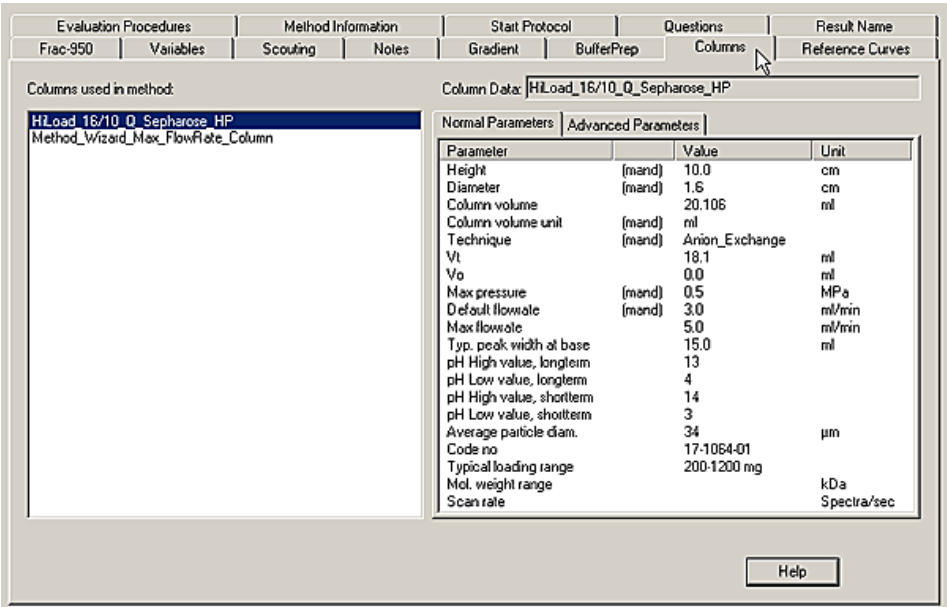 Evaluation Procedures Method Information Start Protocol Questions Result Name
Frac-950 Variables Scouting Notes Gradient BufferPrep Columns Reference Curves
Columns used in method: Column Data: HiLoad_16/10_Q_Sepharose_HP
HiLoad_16/10_Q_Sepharose_HP
Method_Wizard_Max_FlowRate_Column
Normal Parameters Advanced Parameters
Parameter Value Unit
Height (mand) 10.0 cm
Diameter (mand) 1.6 cm
Column volume 20.106 ml
Column volume unit (mand) ml
Technique (mand) Anion_Exchange
Vt 18.1 ml
Vo 0.0 ml
Max pressure (mand) 0.5 MPa
Default flowrate (mand) 3.0 ml/min
Max flowrate 5.0 ml/min
Typ. peak width at base 15.0 ml
pH High value, longterm 13
pH Low value, longterm 4
pH High value, shortterm 14
pH Low value, shortterm 3
Average particle diam. 34 µm
Code no 17-1064-01
Typical loading range 200-1200 mg
Mol. weight range kDa
Scan rate Spectra/sec
Help